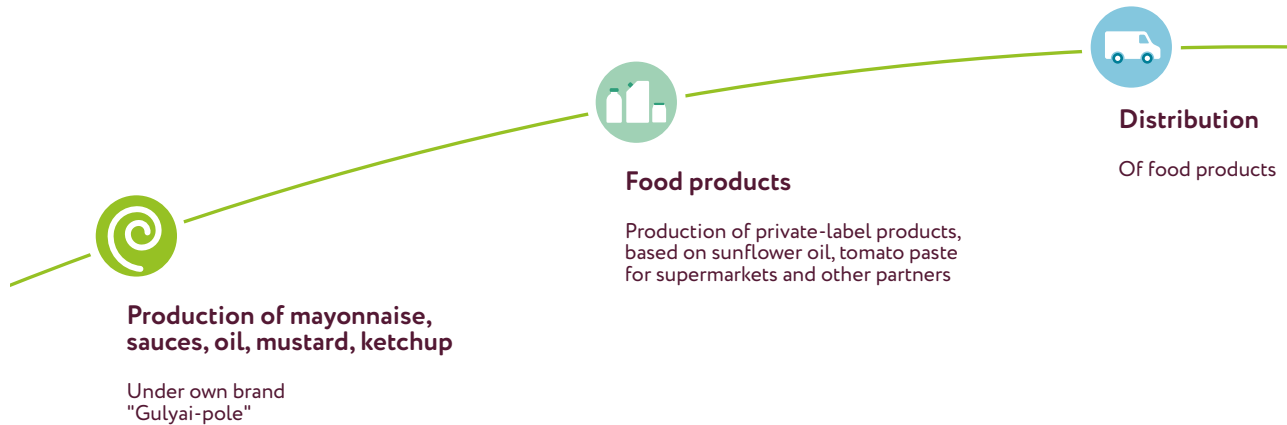 Production of mayonnaise,
sauces, oil, mustard, ketchup
Under own brand
"Gulyai-pole"
Food products
Production of private-label products,
based on sunflower oil, tomato paste
for supermarkets and other partners
Distribution
Of food products